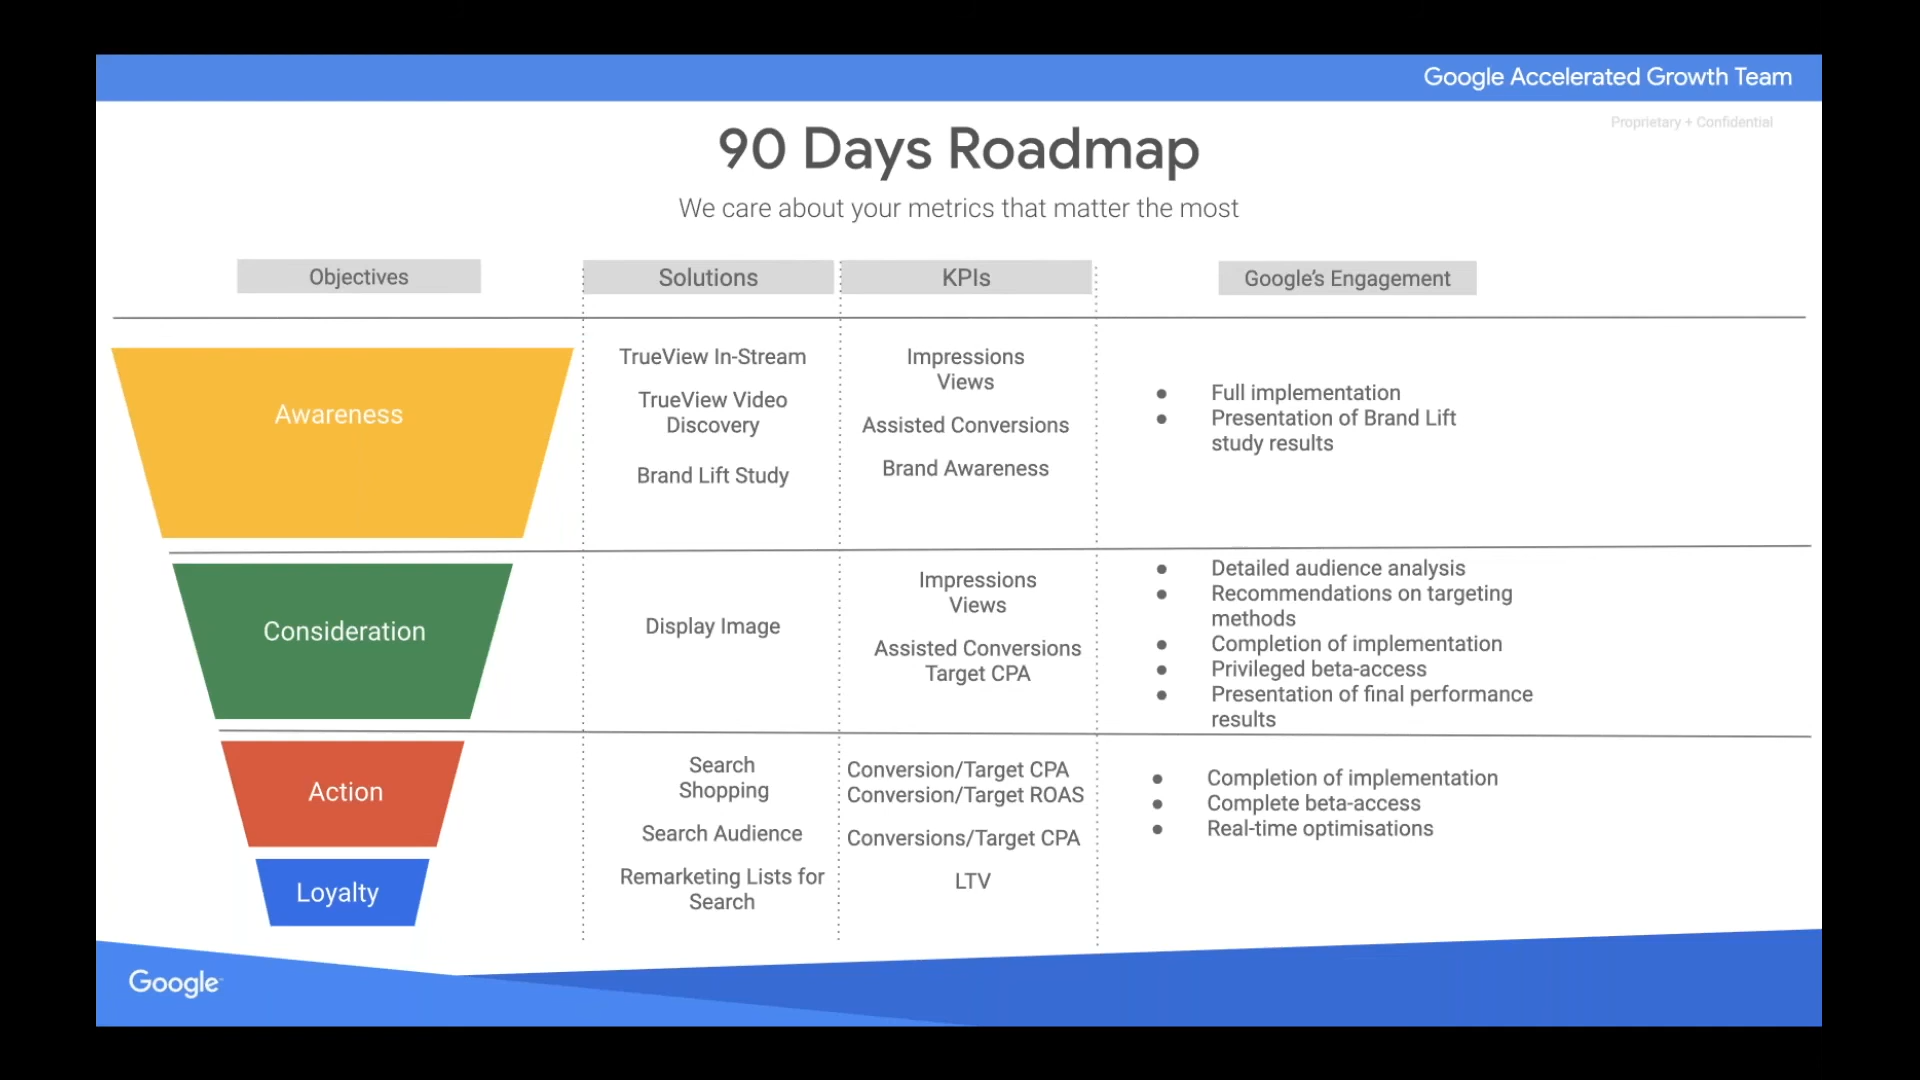 Google Accelerated Growth Team
Proprietary + Confidential
90 Days Roadmap
We care about your metrics that matter the most
Objectives
Solutions
KPIs
Google's Engagement
Awareness
TrueView In-Stream
TrueView Video
Discovery
Brand Lift Study
Impressions
Views
Assisted Conversions
Brand Awareness
● Full implementation
● Presentation of Brand Lift
study results
Consideration
Display Image
Impressions
Views
Assisted Conversions
Target CPA
● Detailed audience analysis
● Recommendations on targeting
methods
● Completion of implementation
● Privileged beta-access
● Presentation of final performance
results
Action
Loyalty
Search
Shopping
Search Audience
Remarketing Lists for
Search
Conversion/Target CPA
Conversion/Target ROAS
Conversions/Target CPA
LTV
● Completion of implementation
● Complete beta-access
● Real-time optimisations
Google